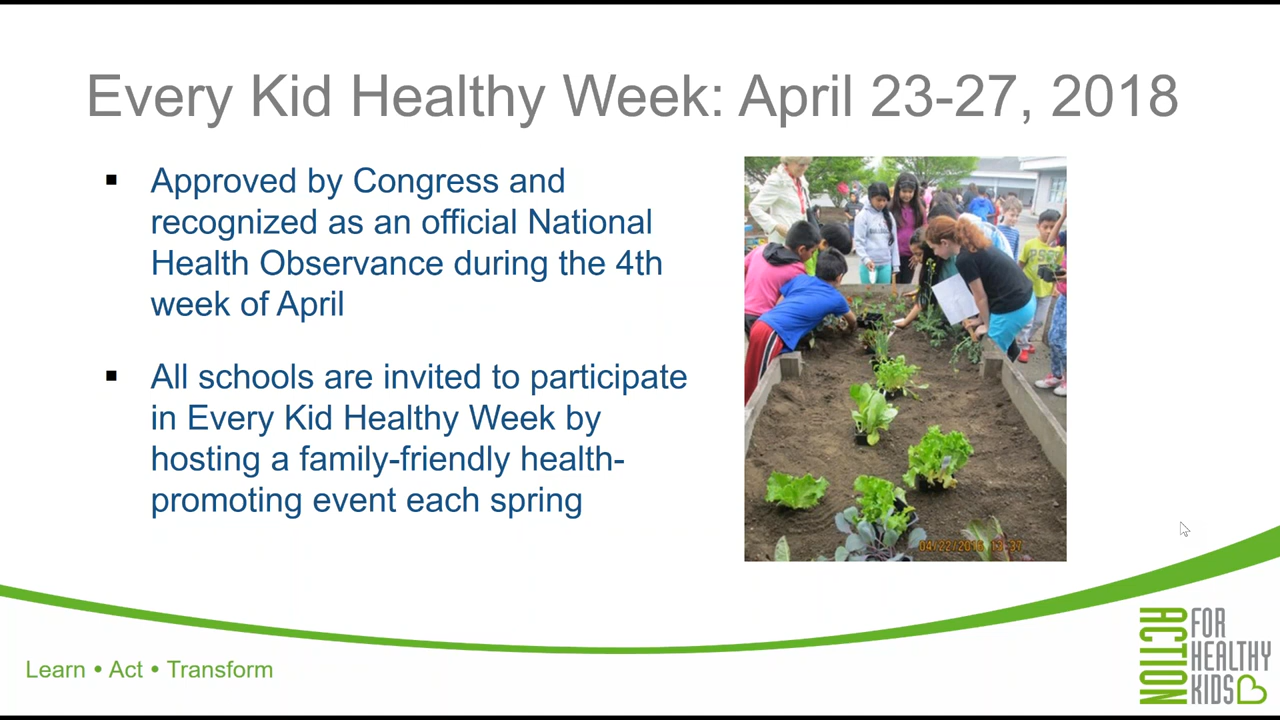 Every Kid Healthy Week: April 23-27, 2018
▪ Approved by Congress and
recognized as an official National
Health Observance during the 4th
week of April
▪ All schools are invited to participate
in Every Kid Healthy Week by
hosting a family-friendly health-
promoting event each spring
Learn • Act • Transform
ACTION
FOR
HEALTHY
KIDS